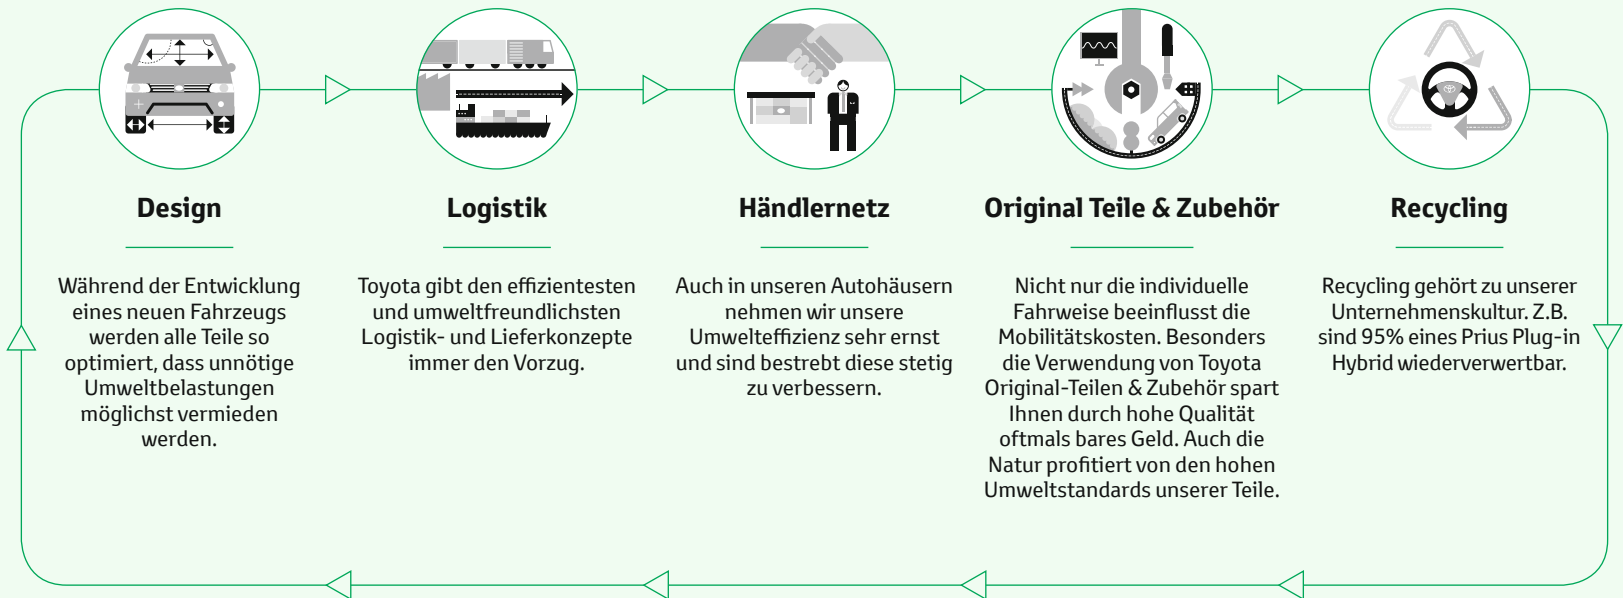 Design
Während der Entwicklung
eines neuen Fahrzeugs
werden alle Teile so
optimiert, dass unnötige
Umweltbelastungen
möglichst vermieden
werden.
Logistik
Toyota gibt den effizientesten
und umweltfreundlichsten
Logistik- und Lieferkonzepte
immer den Vorzug.
Händlernetz
Auch in unseren Autohäusern
nehmen wir unsere
Umwelteffizienz sehr ernst
und sind bestrebt diese stetig
zu verbessern.
Original Teile & Zubehör
Nicht nur die individuelle
Fahrweise beeinflusst die
Mobilitätskosten. Besonders
die Verwendung von Toyota
Original-Teilen & Zubehör spart
Ihnen durch hohe Qualität
oftmals bares Geld. Auch die
Natur profitiert von den hohen
Umweltstandards unserer Teile.
Recycling
Recycling gehört zu unserer
Unternehmenskultur. Z.B.
sind 95% eines Prius Plug-in
Hybrid wiederverwertbar.